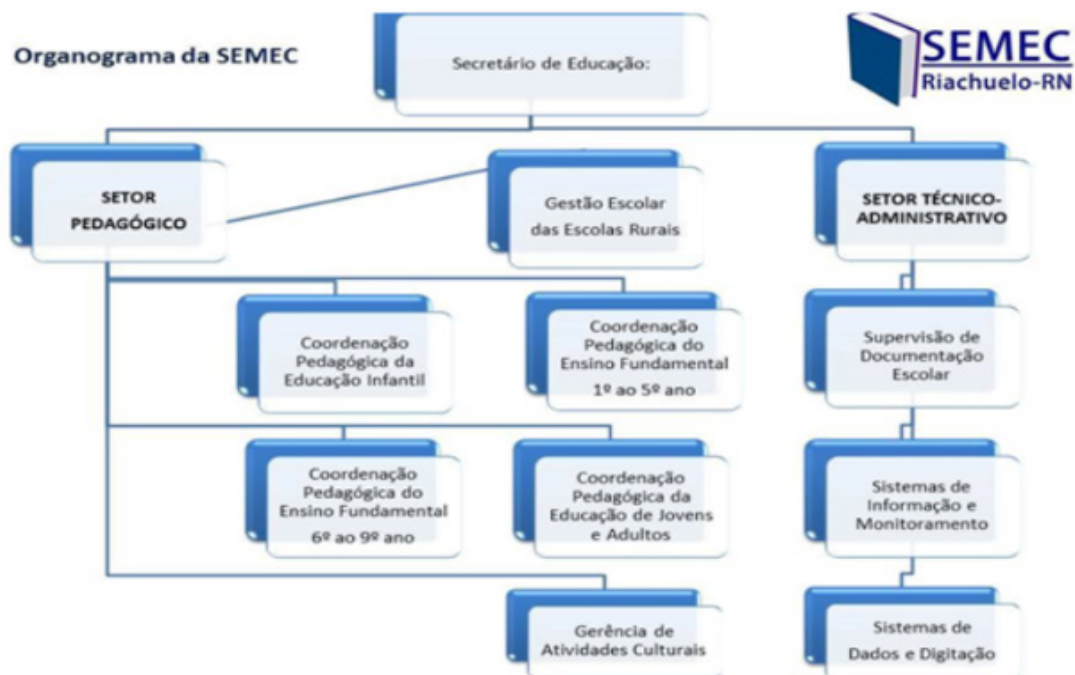 Organograma da SEMEC
Secretário de Educação:
SEMEC
Riachuelo-RN
SETOR
PEDAGÓGICO
Gestão Escolar
das Escolas Rurais
SETOR TÉCNICO-
ADMINISTRATIVO
Coordenação
Pedagógica da
Educação Infantil
Coordenação
Pedagógica do
Ensino Fundamental
1º ao 5º ano
Supervisão de
Documentação
Escolar
Coordenação
Pedagógica do
Ensino Fundamental
6º ao 9º ano
Coordenação
Pedagógica da
Educação de Jovens
e Adultos
Sistemas de
Informação e
Monitoramento
Gerência de
Atividades Culturais
Sistemas de
Dados e Digitação